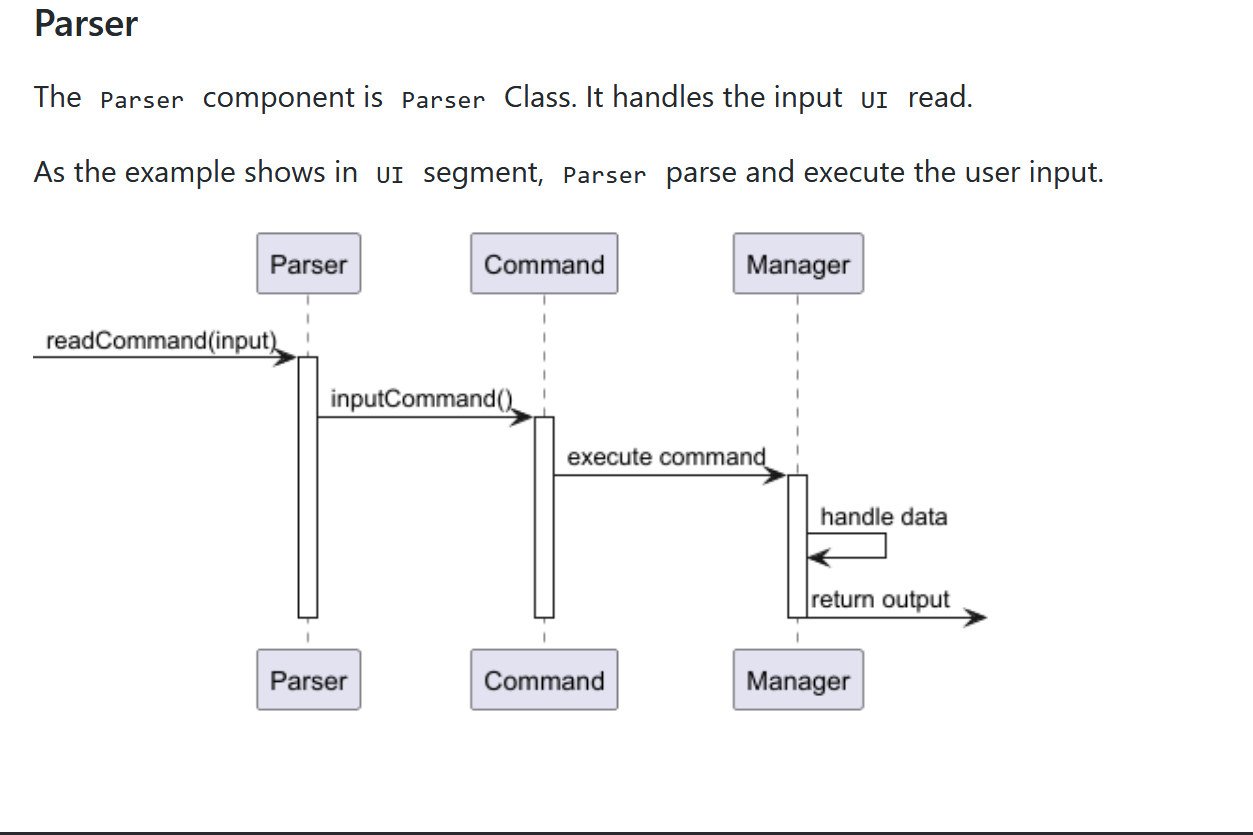 Parser
The Parser component is Parser Class. It handles the input UI read.
As the example shows in UI segment, Parser parse and execute the user input.
Parser Command Manager
readCommand(input)
inputCommand()
execute command
handle data
return output
Parser Command Manager